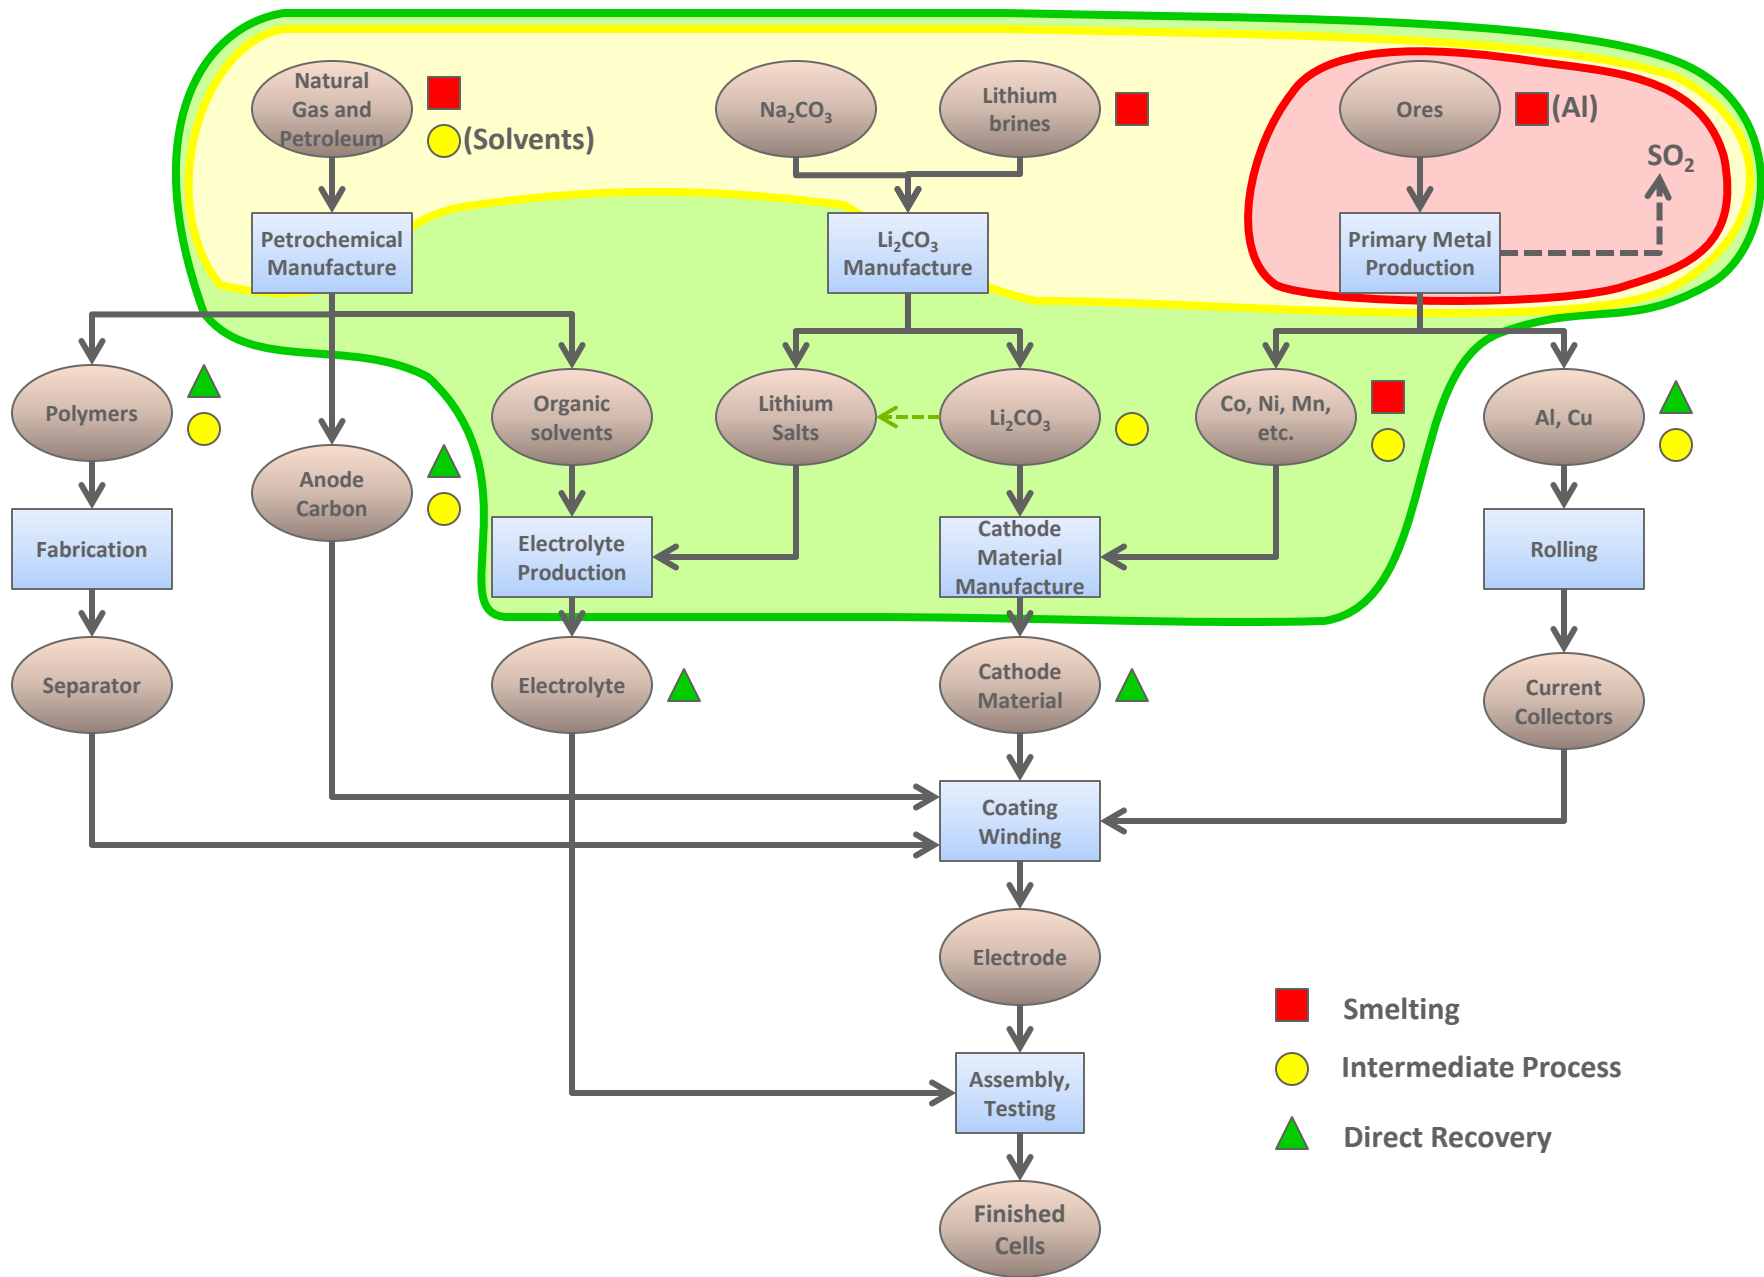 Natural
Gas and
Petroleum
(Solvents)
Na₂CO₃
Lithium
brines
Ores
(Al)
SO₂
Petrochemical
Manufacture
Li₂CO₃
Manufacture
Primary Metal
Production
Polymers
Organic
solvents
Lithium
Salts
Li₂CO₃
Co, Ni, Mn,
etc.
Al, Cu
Anode
Carbon
Fabrication
Electrolyte
Production
Cathode
Material
Manufacture
Rolling
Separator
Electrolyte
Cathode
Material
Current
Collectors
Coating
Winding
Electrode
Smelting
Intermediate Process
Direct Recovery
Assembly,
Testing
Finished
Cells